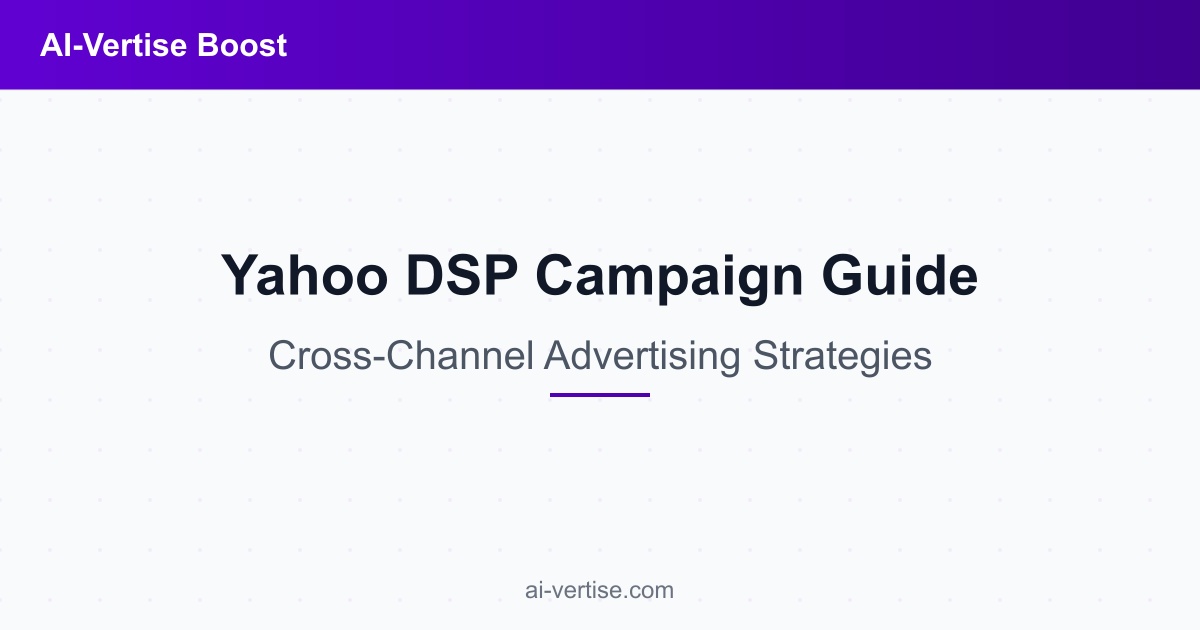 AI-Vertise Boost
Yahoo DSP Campaign Guide
Cross-Channel Advertising Strategies
ai-vertise.com